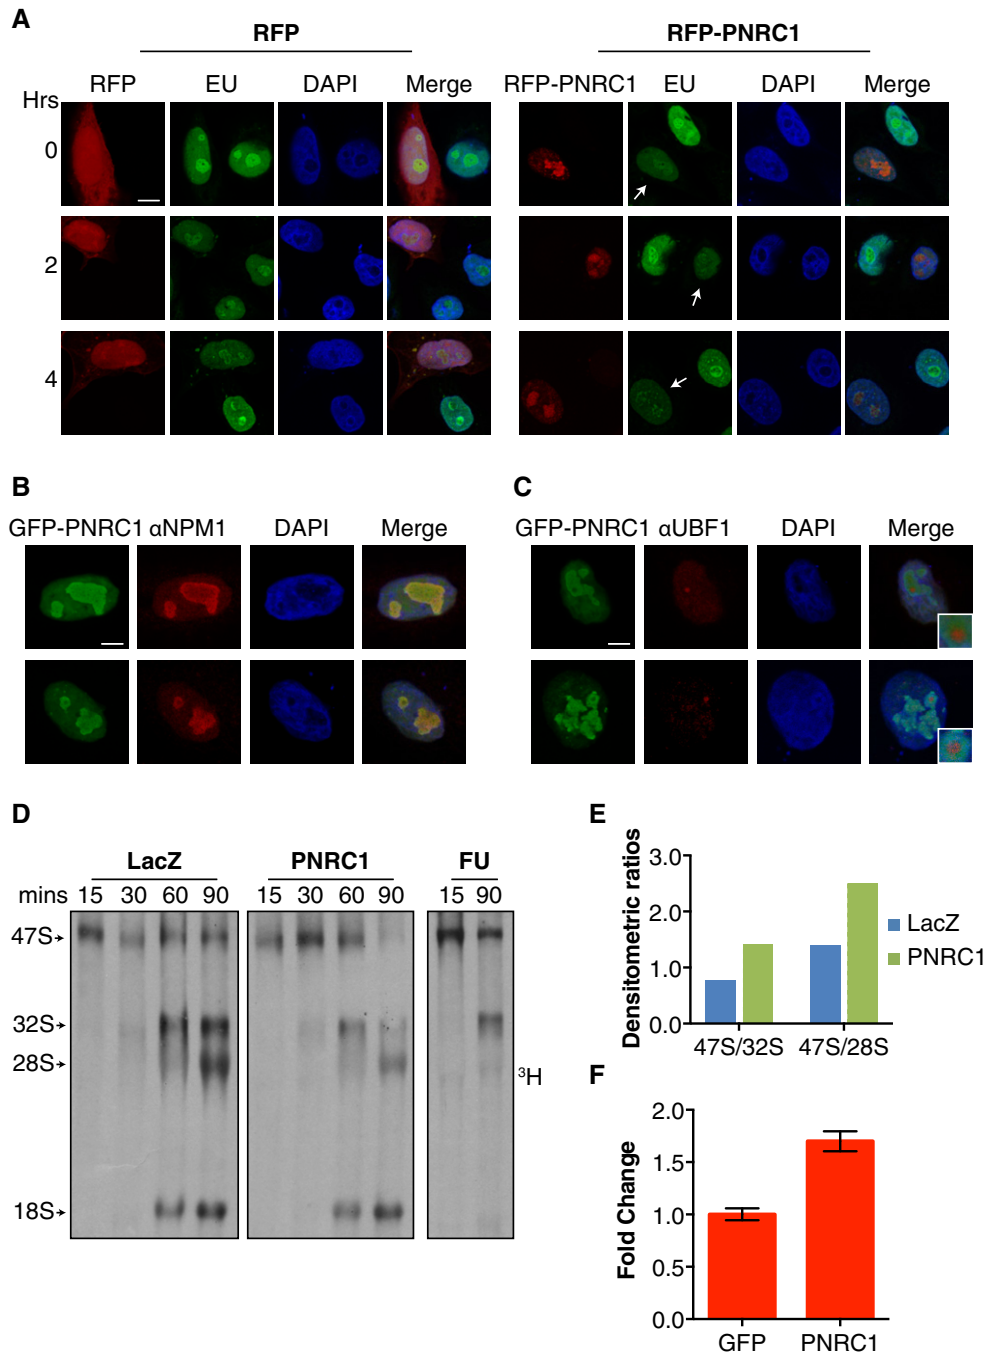 A
RFP
RFP-PNRC1
Hrs
RFP EU DAPI Merge
RFP-PNRC1 EU DAPI Merge
0
2
4
B
GFP-PNRC1 αNPM1 DAPI Merge
C
GFP-PNRC1 αUBF1 DAPI Merge
D
LacZ PNRC1 FU
mins 15 30 60 90 15 30 60 90 15 90
47S
32S
28S
18S
³H
E
Densitometric ratios
3.0
2.0
1.0
0.0
47S/32S 47S/28S
LacZ
PNRC1
F
Fold Change
2.0
1.5
1.0
0.5
0.0
GFP PNRC1